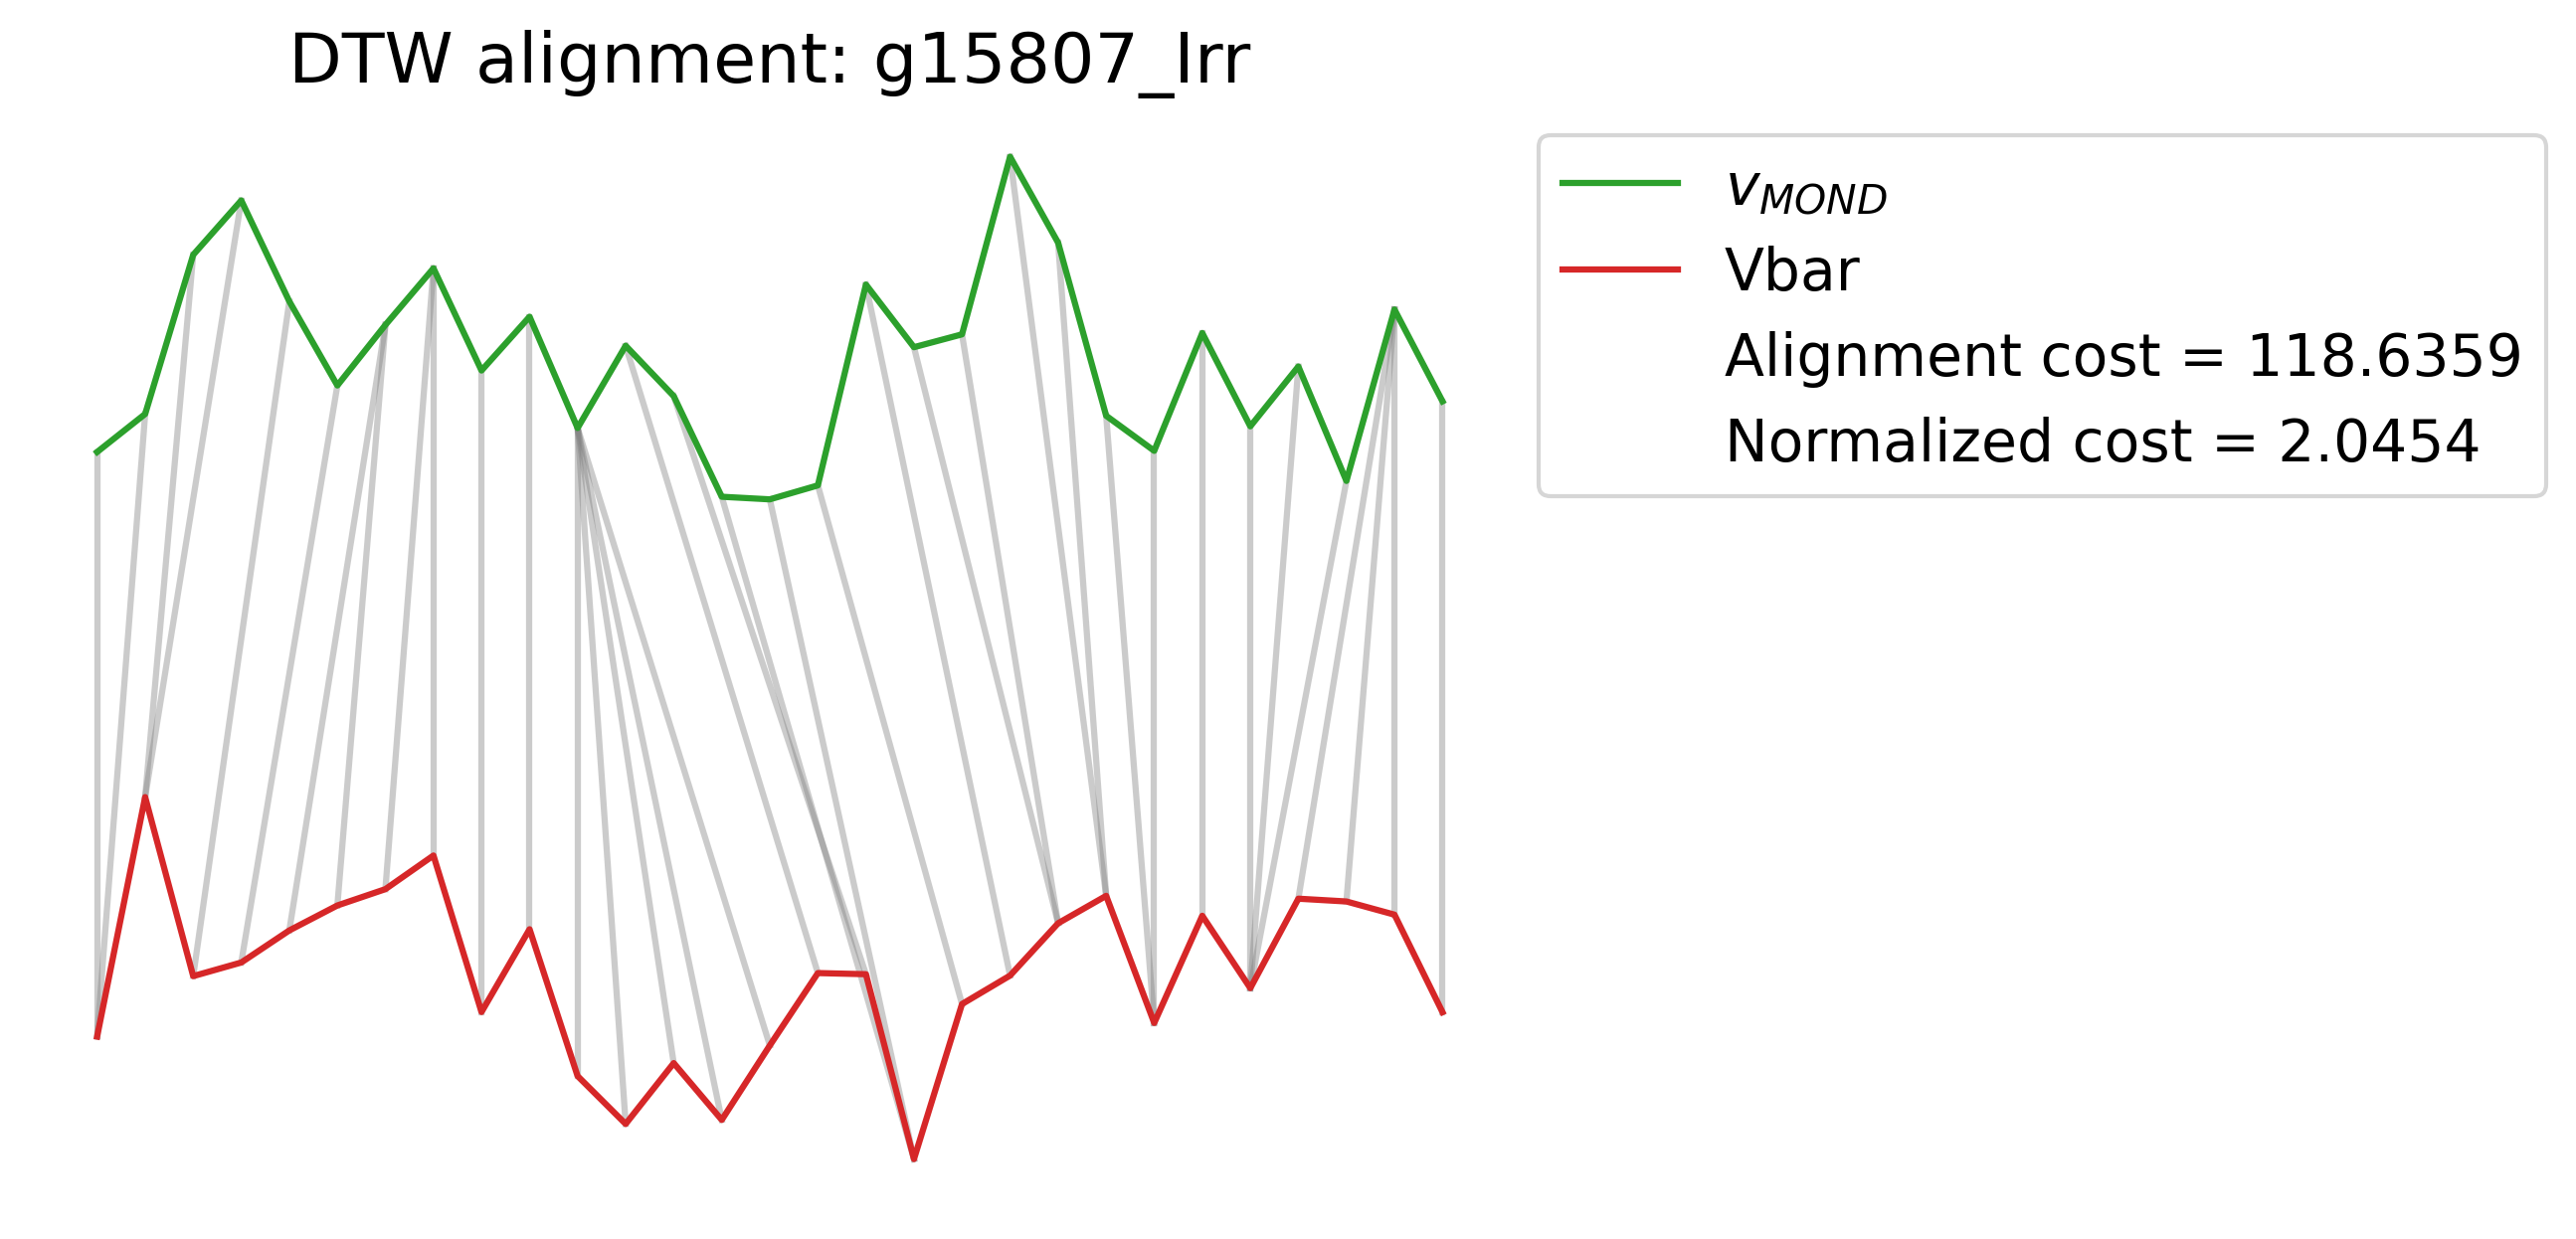 DTW alignment: g15807_Irr
v_MOND
Vbar
Alignment cost = 118.6359
Normalized cost = 2.0454